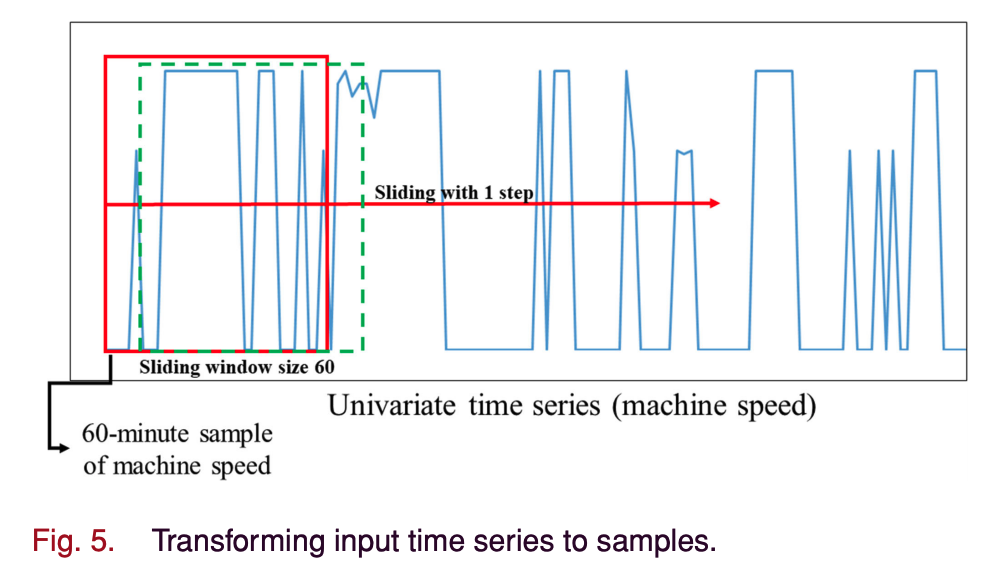 Sliding with 1 step
Sliding window size 60
Univariate time series (machine speed)
60-minute sample
of machine speed
Fig. 5. Transforming input time series to samples.